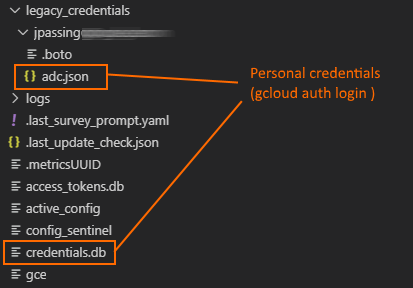 legacy_credentials
jpassing
.boto
{ } adc.json
Personal credentials
(gcloud auth login )
logs
! .last_survey_prompt.yaml
{ } .last_update_check.json
.metricsUUID
access_tokens.db
active_config
config_sentinel
credentials.db
gce